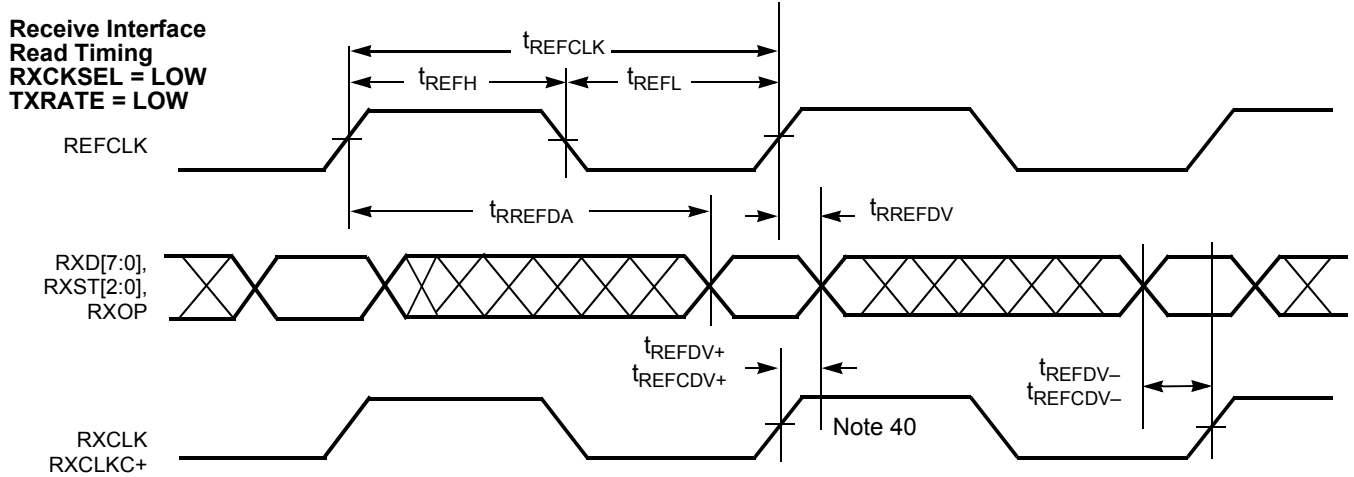 Receive Interface
Read Timing
RXCKSEL = LOW
TXRATE = LOW
tREFCLK
tREFH
tREFL
REFCLK
tRREFDA
tRREFDV
RXD[7:0],
RXST[2:0],
RXOP
tREFDV+
tREFCDV+
tREFDV–
tREFCDV–
Note 40
RXCLK
RXCLKC+